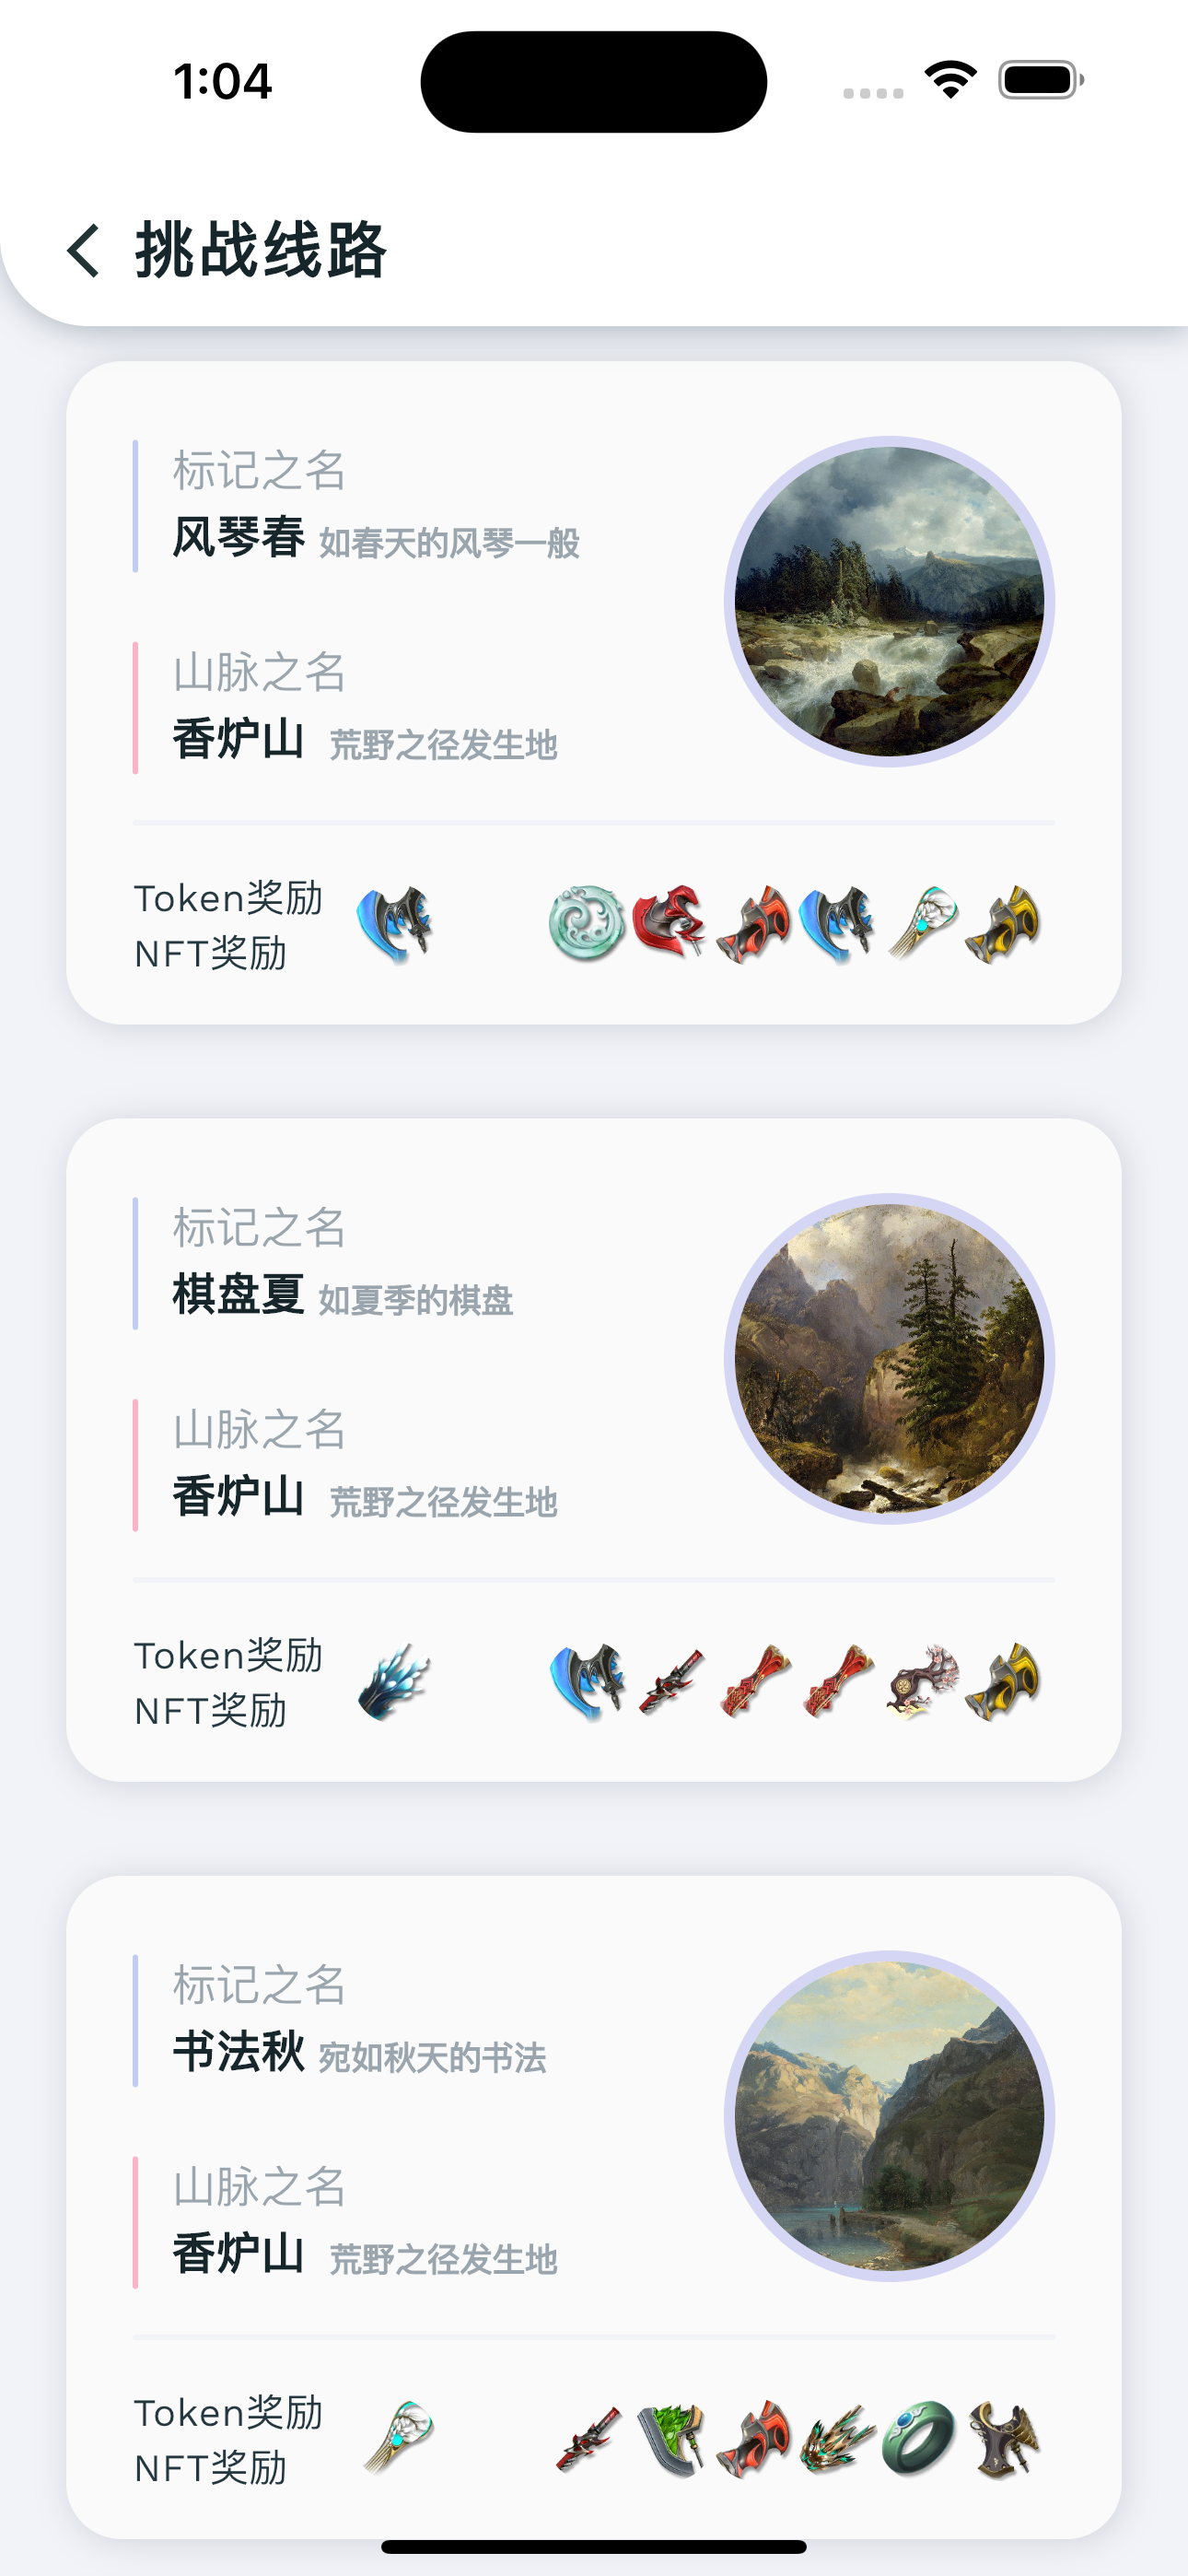 1:04
挑战线路
标记之名
风琴春 如春天的风琴一般
山脉之名
香炉山 荒野之径发生地
Token奖励
NFT奖励
标记之名
棋盘夏 如夏季的棋盘
山脉之名
香炉山 荒野之径发生地
Token奖励
NFT奖励
标记之名
书法秋 宛如秋天的书法
山脉之名
香炉山 荒野之径发生地
Token奖励
NFT奖励